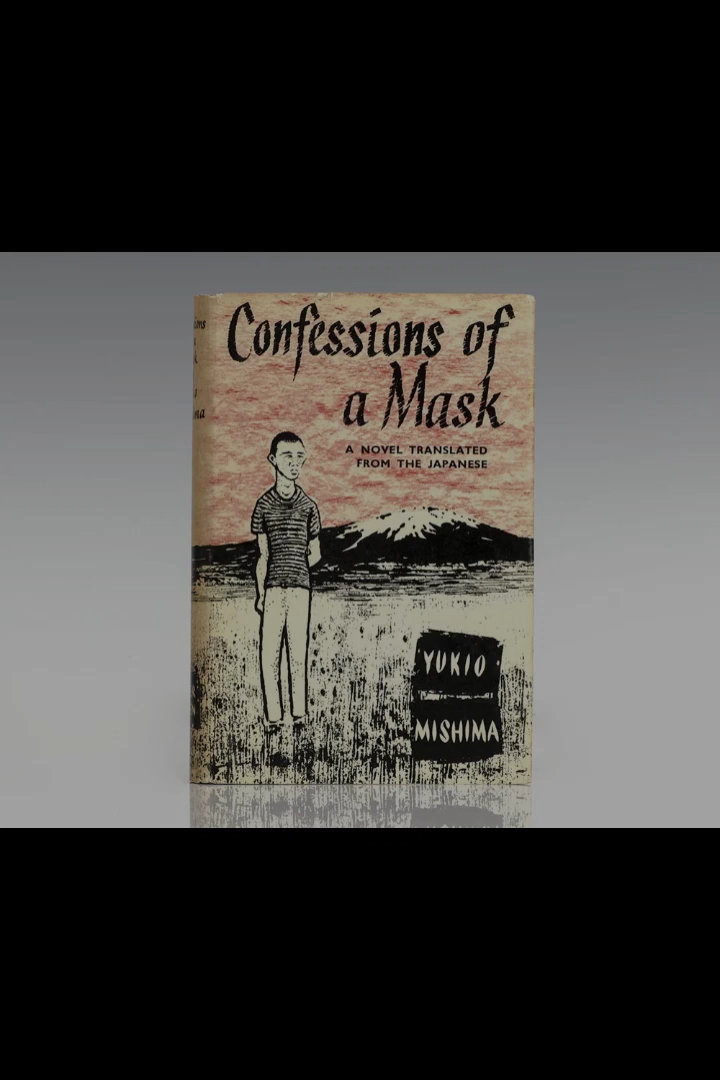 Confessions of
a Mask
A NOVEL TRANSLATED
FROM THE JAPANESE
YUKIO
MISHIMA